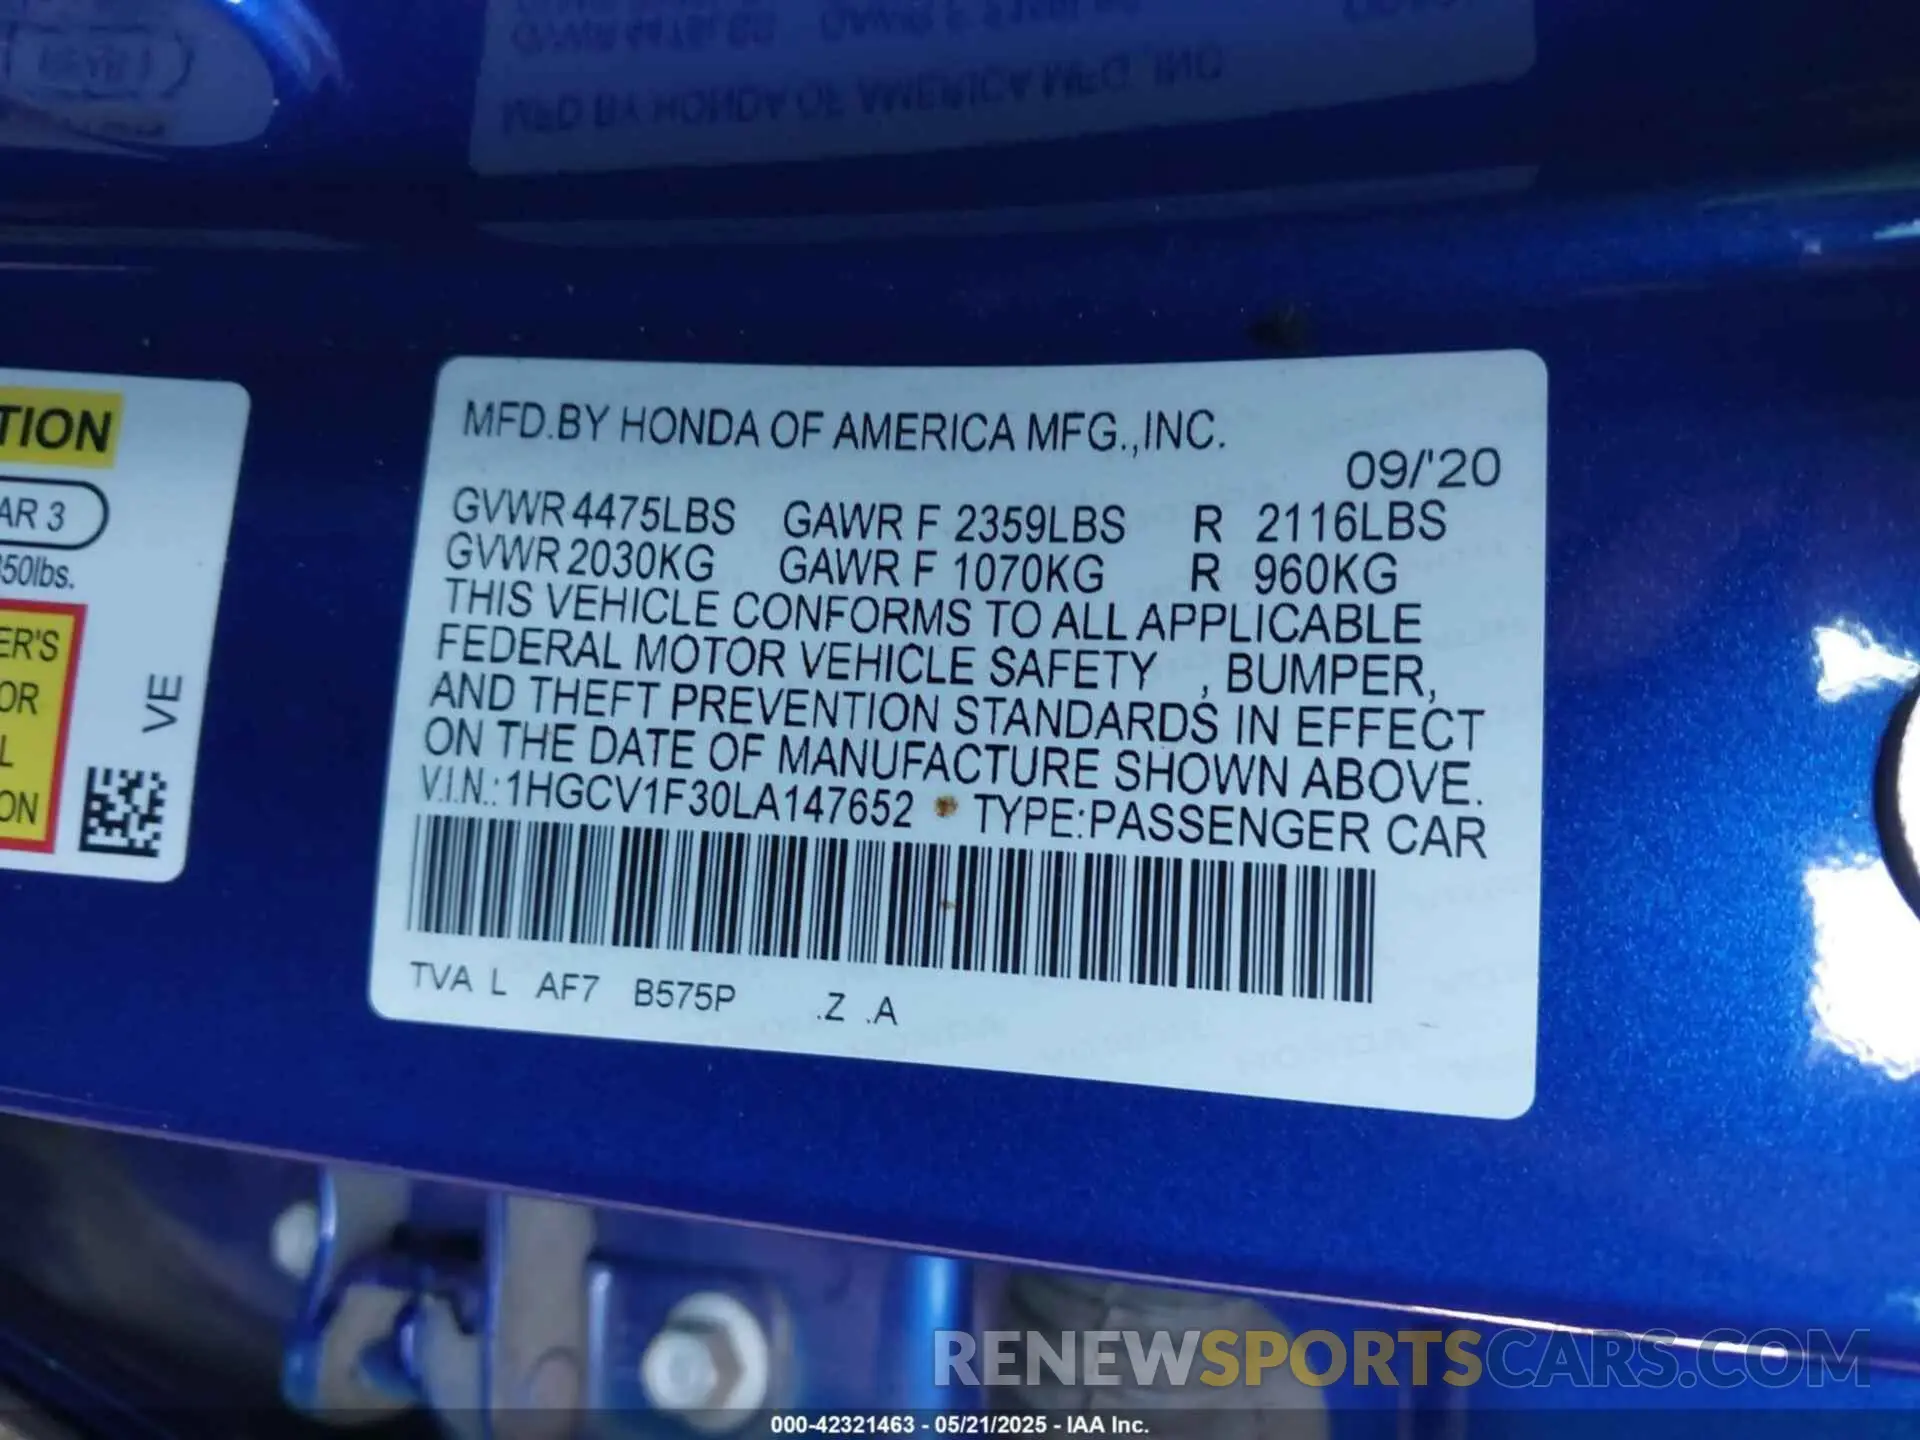 MFD.BY HONDA OF AMERICA MFG.,INC.
09/'20
GVWR 4475LBS GAWR F 2359LBS R 2116LBS
GVWR 2030KG GAWR F 1070KG R 960KG
THIS VEHICLE CONFORMS TO ALL APPLICABLE
FEDERAL MOTOR VEHICLE SAFETY , BUMPER,
AND THEFT PREVENTION STANDARDS IN EFFECT
ON THE DATE OF MANUFACTURE SHOWN ABOVE.
V.I.N.: 1HGCV1F30LA147652 TYPE:PASSENGER CAR
TVA L AF7 B575P .Z .A
TION
AR 3
50lbs.
ER'S
OR
L
ON
VE
RENEWSPORTSCARS.COM
000-42321463 - 05/21/2025 - IAA Inc.